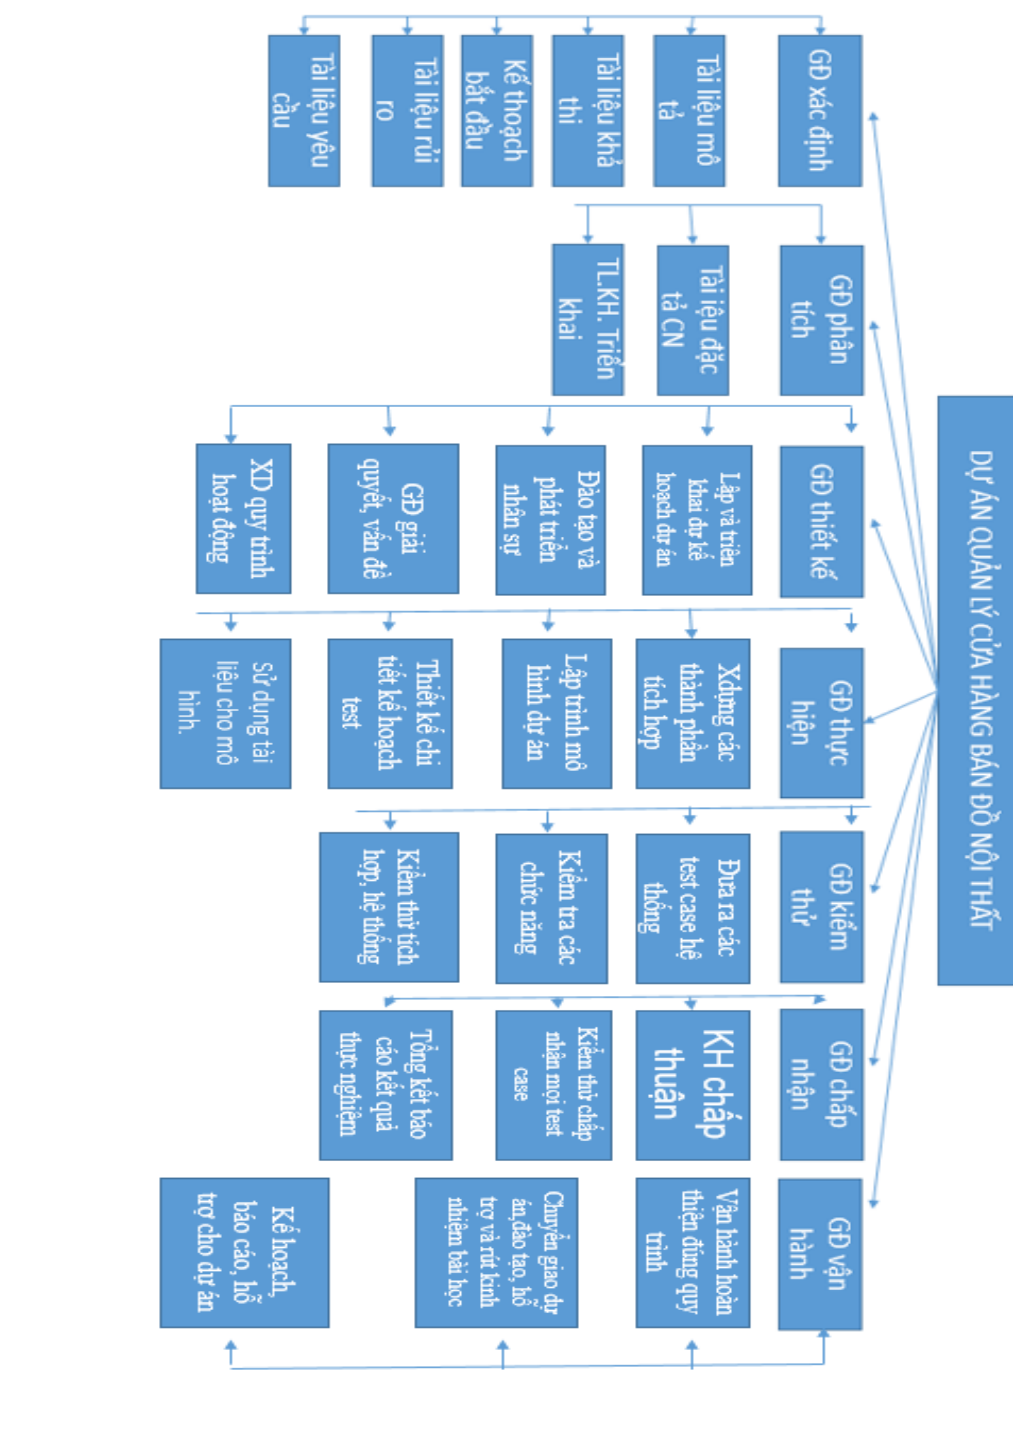 DỰ ÁN QUẢN LÝ CỬA HÀNG BÁN ĐỒ NỘI THẤT
GĐ xác định
Tài liệu mô
tả
Tài liệu khả
thi
Kế thoạch
bắt đầu
Tài liệu rủi
ro
Tài liệu yêu
cầu
GĐ phân
tích
Tài iệu đặc
tả CN
TL.KH. Triển
khai
GĐ thiết kế
Lập và triên
khai dự kế
hoạch dự án
Đào tạo và
phát triển
nhân sự
GĐ giải
quyết, vấn đề
XD quy trình
hoạt động
GĐ thực
hiện
Xdựng các
thành phần
tích hợp
Lập trình mô
hình dự án
Thiết kế chi
tiết kế hoạch
test
Sử dụng tài
liệu cho mô
hình.
GĐ kiểm
thử
Đưa ra các
test case hệ
thống
Kiểm tra các
chức năng
Kiểm thử tích
hợp, hệ thống
GĐ chấp
nhận
KH chấp
thuận
Kiểm thử chấp
nhận mọi test
case
Tổng kết báo
cáo kết quả
thực nghiệm
GĐ vận
hành
Vận hành hoàn
thiện đúng quy
trình
Chuyển giao dự
án,đào tạo, hỗ
trợ và rút kinh
nhiệm bài học
Kế hoạch,
báo cáo, hỗ
trợ cho dự án